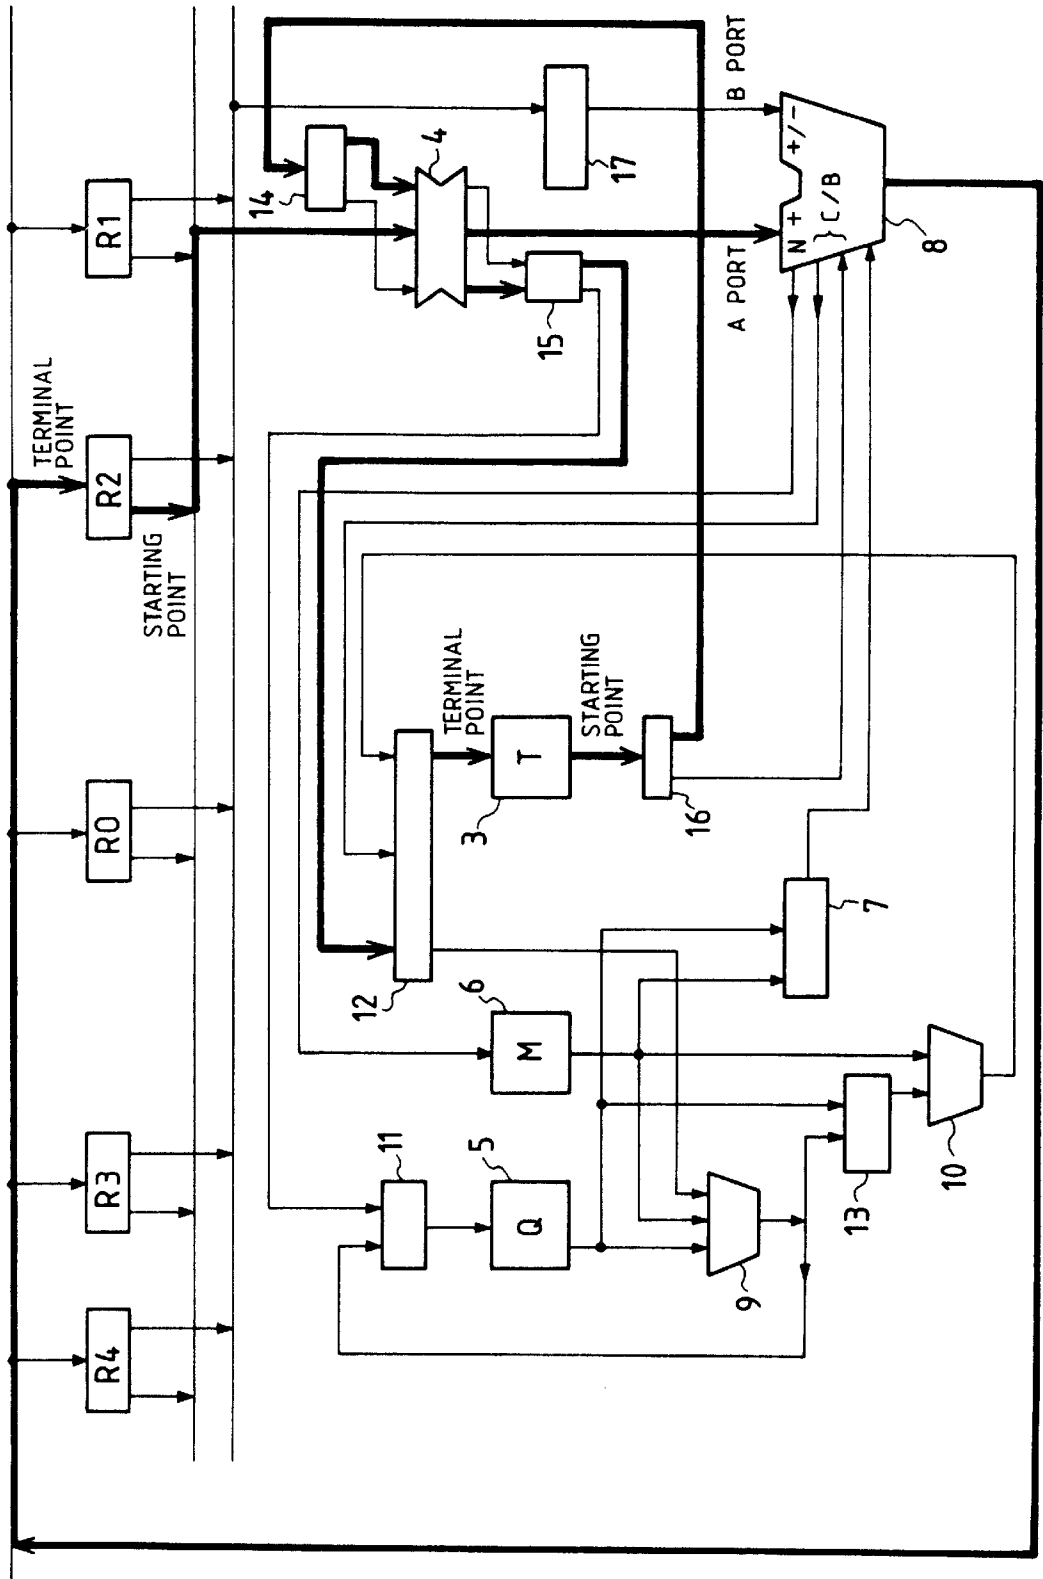 R4
R3
R0
R2
R1
TERMINAL
POINT
STARTING
POINT
14
4
17
15
B PORT
A PORT
N + +/-
} C/B
8
12
TERMINAL
POINT
T
3
STARTING
POINT
16
6
M
7
11
5
Q
9
13
10